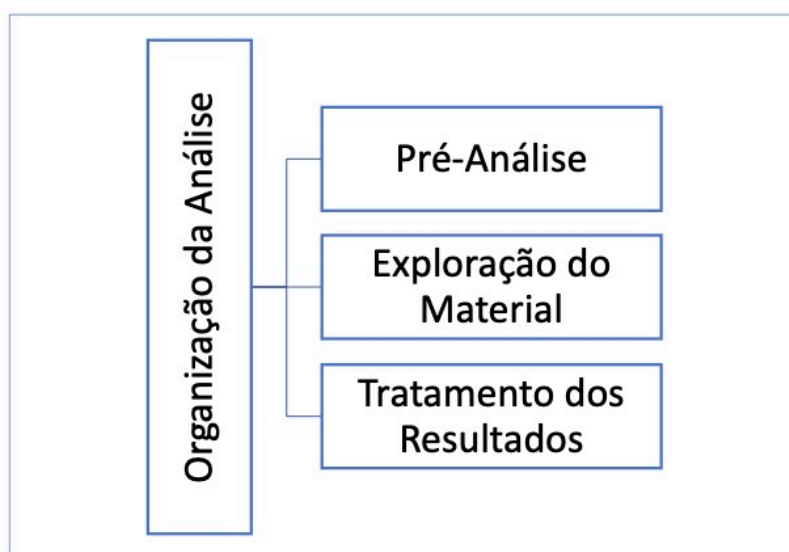 Organização da Análise
Pré-Análise
Exploração do
Material
Tratamento dos
Resultados